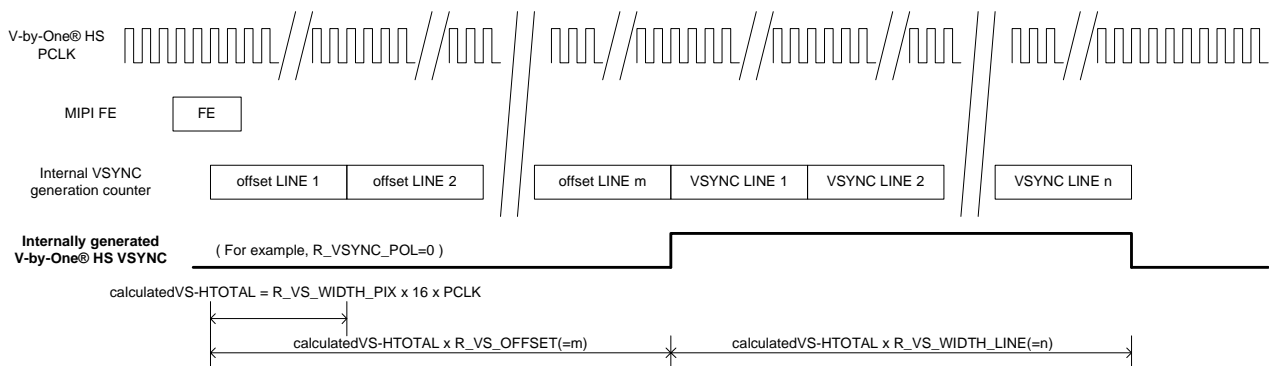 V-by-One® HS
PCLK
MIPI FE
FE
Internal VSYNC
generation counter
offset LINE 1
offset LINE 2
offset LINE m
VSYNC LINE 1
VSYNC LINE 2
VSYNC LINE n
Internally generated
V-by-One® HS VSYNC
( For example, R_VSYNC_POL=0 )
calculatedVS-HTOTAL = R_VS_WIDTH_PIX x 16 x PCLK
calculatedVS-HTOTAL x R_VS_OFFSET(=m)
calculatedVS-HTOTAL x R_VS_WIDTH_LINE(=n)